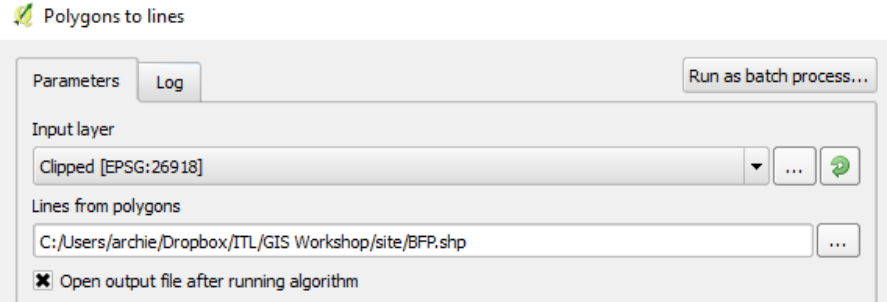 Polygons to lines
Parameters
Log
Run as batch process...
Input layer
Clipped [EPSG:26918]
...
Lines from polygons
C:/Users/archie/Dropbox/ITL/GIS Workshop/site/BFP.shp
...
Open output file after running algorithm